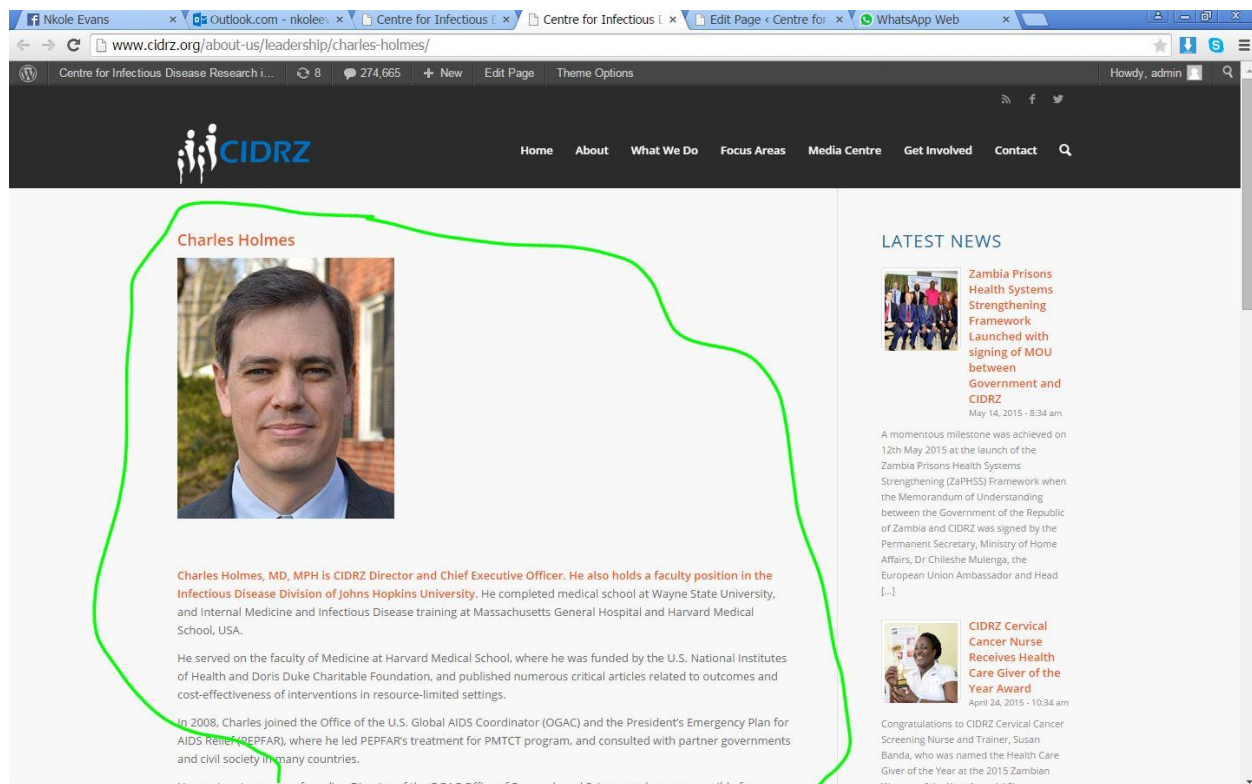 Nkole Evans
Outlook.com - nkoleev
Centre for Infectious D
Centre for Infectious D
Edit Page ‹ Centre for
WhatsApp Web
www.cidrz.org/about-us/leadership/charles-holmes/
Centre for Infectious Disease Research i... 8 274,665 + New Edit Page Theme Options Howdy, admin
CIDRZ
Home About What We Do Focus Areas Media Centre Get Involved Contact
Charles Holmes
Charles Holmes, MD, MPH is CIDRZ Director and Chief Executive Officer. He also holds a faculty position in the
Infectious Disease Division of Johns Hopkins University. He completed medical school at Wayne State University,
and Internal Medicine and Infectious Disease training at Massachusetts General Hospital and Harvard Medical
School, USA.
He served on the faculty of Medicine at Harvard Medical School, where he was funded by the U.S. National Institutes
of Health and Doris Duke Charitable Foundation, and published numerous critical articles related to outcomes and
cost-effectiveness of interventions in resource-limited settings.
In 2008, Charles joined the Office of the U.S. Global AIDS Coordinator (OGAC) and the President's Emergency Plan for
AIDS Relief (PEPFAR), where he led PEPFAR's treatment for PMTCT program, and consulted with partner governments
and civil society in many countries.
LATEST NEWS
Zambia Prisons
Health Systems
Strengthening
Framework
Launched with
signing of MOU
between
Government and
CIDRZ
May 14, 2015 - 8:34 am
A momentous milestone was achieved on
12th May 2015 at the launch of the
Zambia Prisons Health Systems
Strengthening (ZaPHSS) Framework when
the Memorandum of Understanding
between the Government of the Republic
of Zambia and CIDRZ was signed by the
Permanent Secretary, Ministry of Home
Affairs, Dr Chileshe Mulenga, the
European Union Ambassador and Head
[...]
CIDRZ Cervical
Cancer Nurse
Receives Health
Care Giver of the
Year Award
April 24, 2015 - 10:34 am
Congratulations to CIDRZ Cervical Cancer
Screening Nurse and Trainer, Susan
Banda, who was named the Health Care
Giver of the Year at the 2015 Zambian